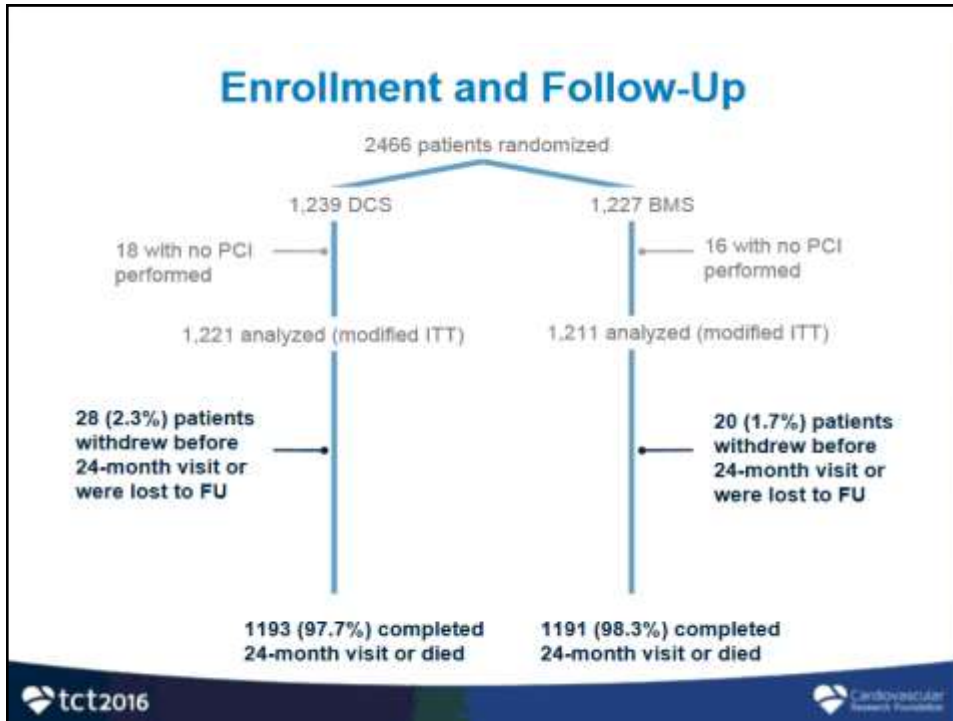 Enrollment and Follow-Up
2466 patients randomized
1,239 DCS
1,227 BMS
18 with no PCI
performed
16 with no PCI
performed
1,221 analyzed (modified ITT)
1,211 analyzed (modified ITT)
28 (2.3%) patients
withdrew before
24-month visit or
were lost to FU
20 (1.7%) patients
withdrew before
24-month visit or
were lost to FU
1193 (97.7%) completed
24-month visit or died
1191 (98.3%) completed
24-month visit or died
tct2016
Cardiovascular
Research Foundation